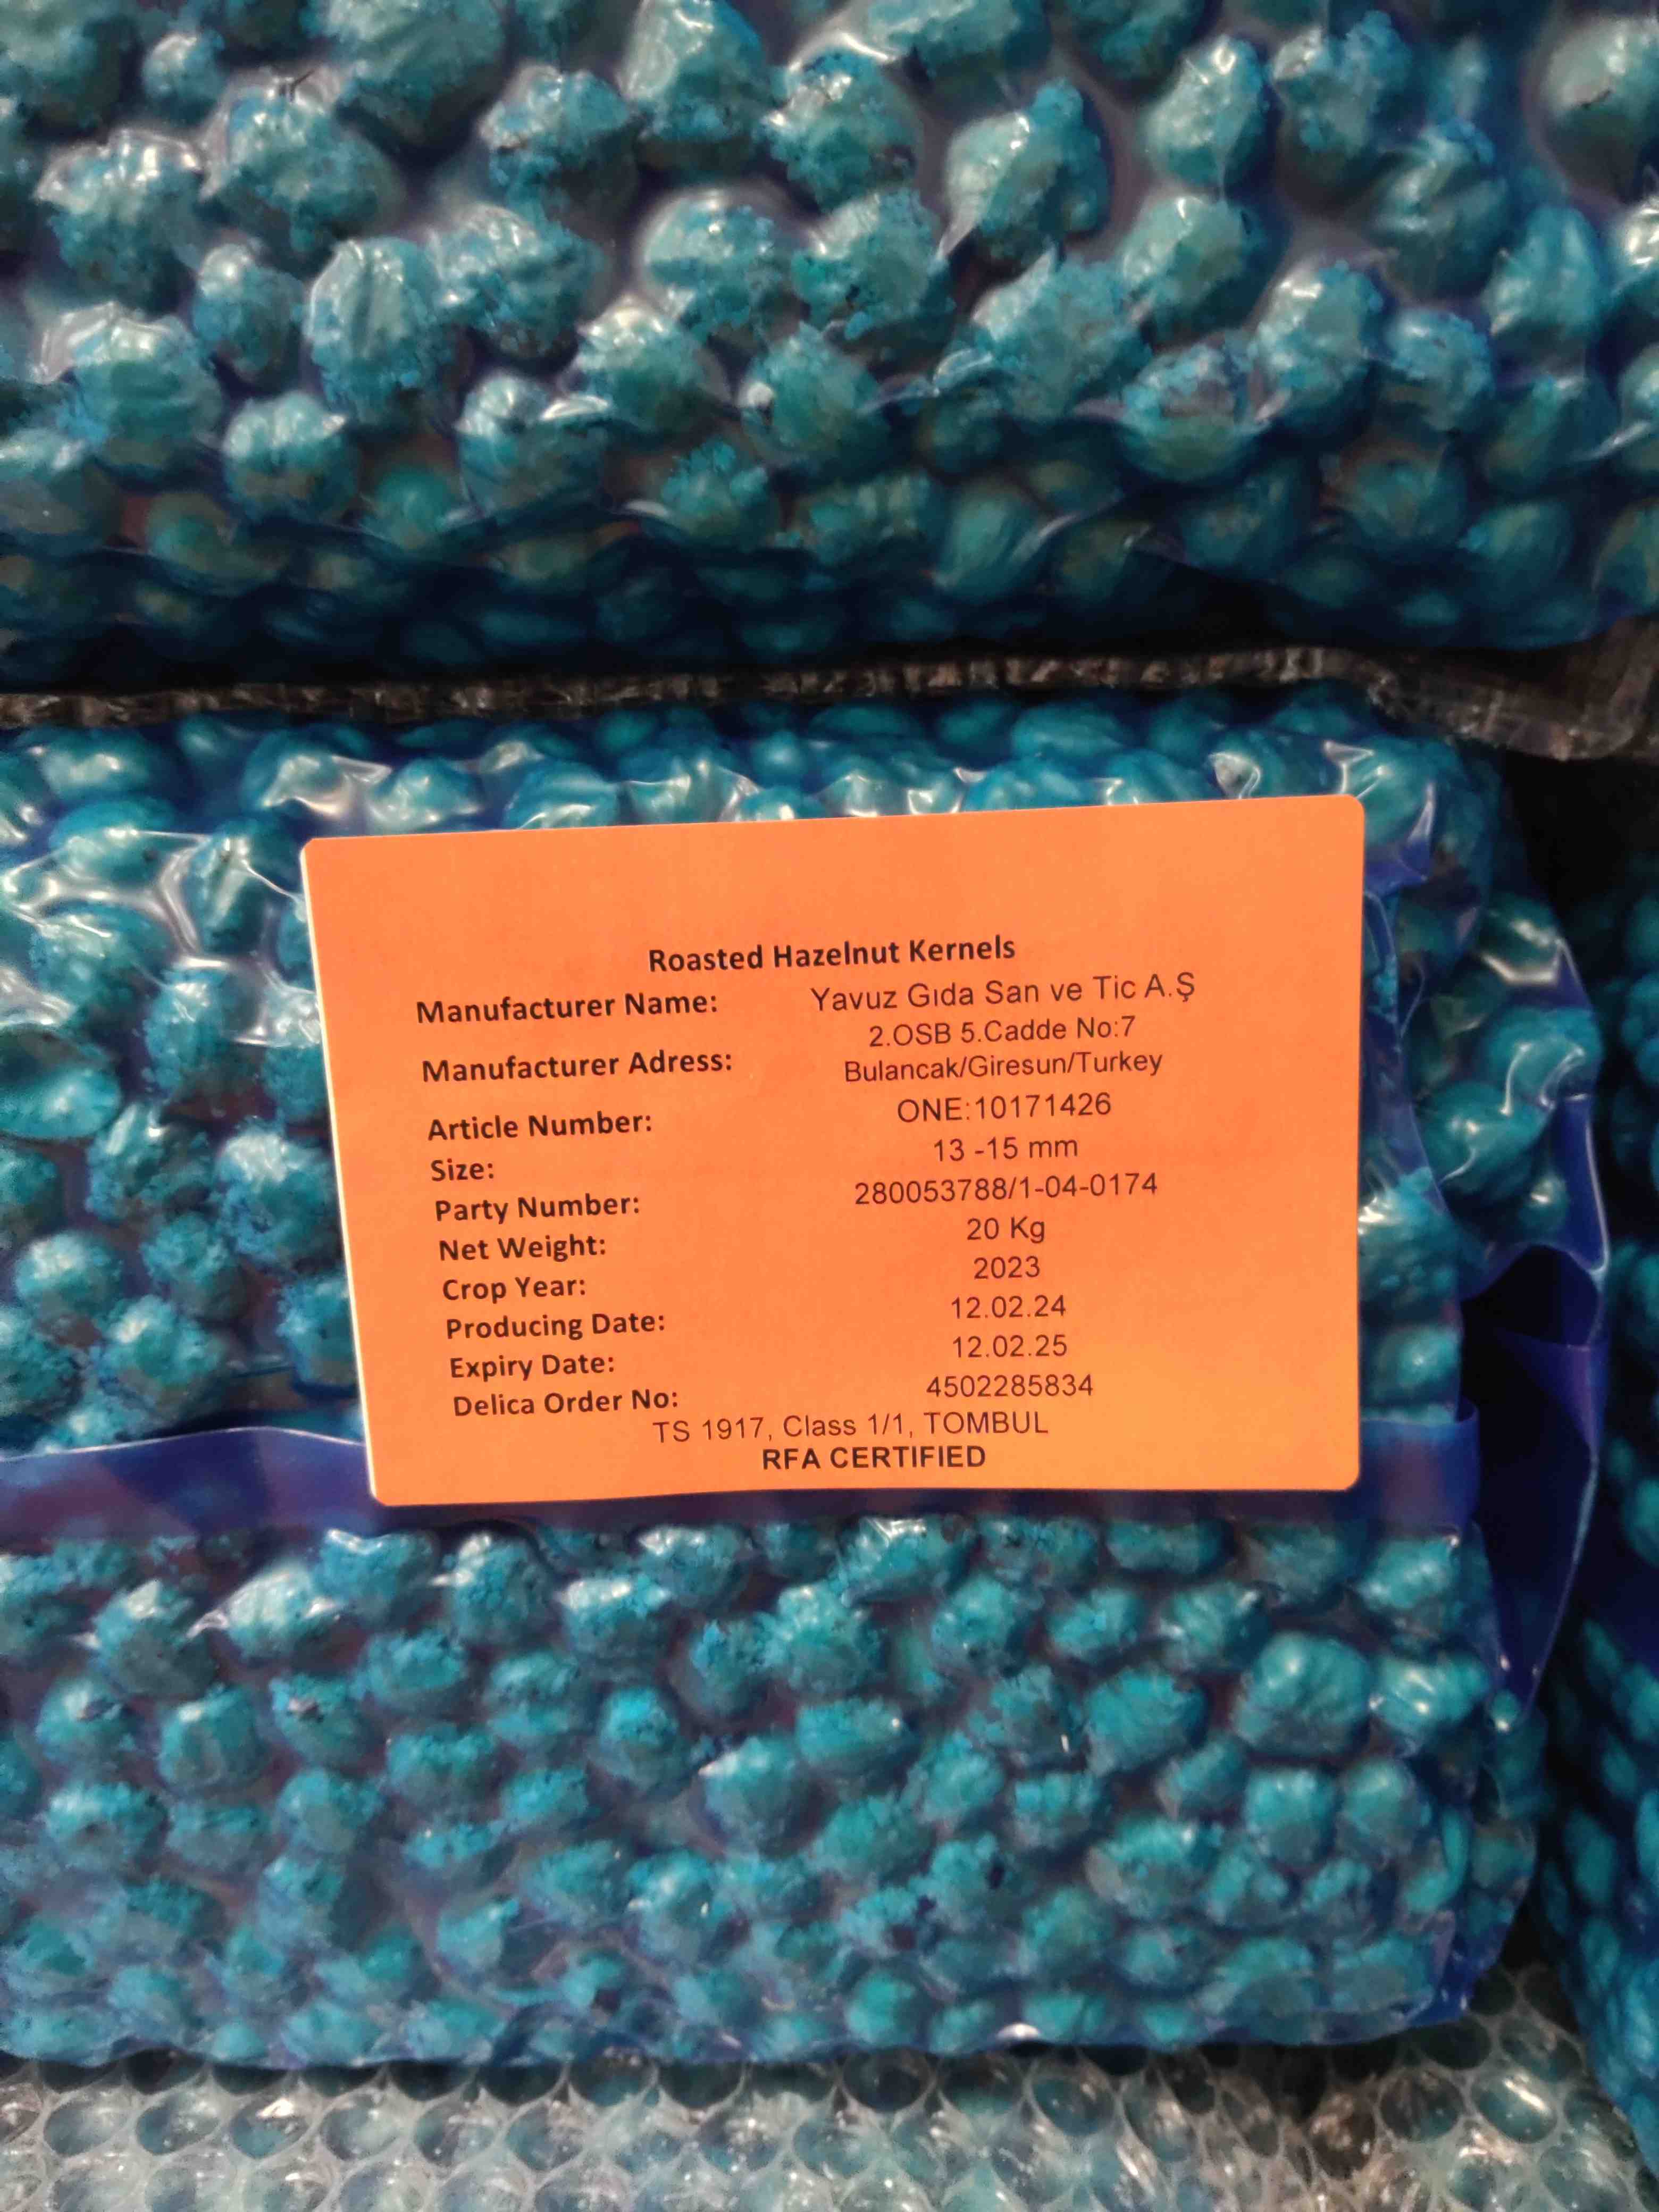 Roasted Hazelnut Kernels
Manufacturer Name: Yavuz Gıda San ve Tic A.Ş
Manufacturer Adress: 2.OSB 5.Cadde No:7
Bulancak/Giresun/Turkey
Article Number: ONE:10171426
Size: 13 -15 mm
Party Number: 280053788/1-04-0174
Net Weight: 20 Kg
Crop Year: 2023
Producing Date: 12.02.24
Expiry Date: 12.02.25
Delica Order No: 4502285834
TS 1917, Class 1/1, TOMBUL
RFA CERTIFIED